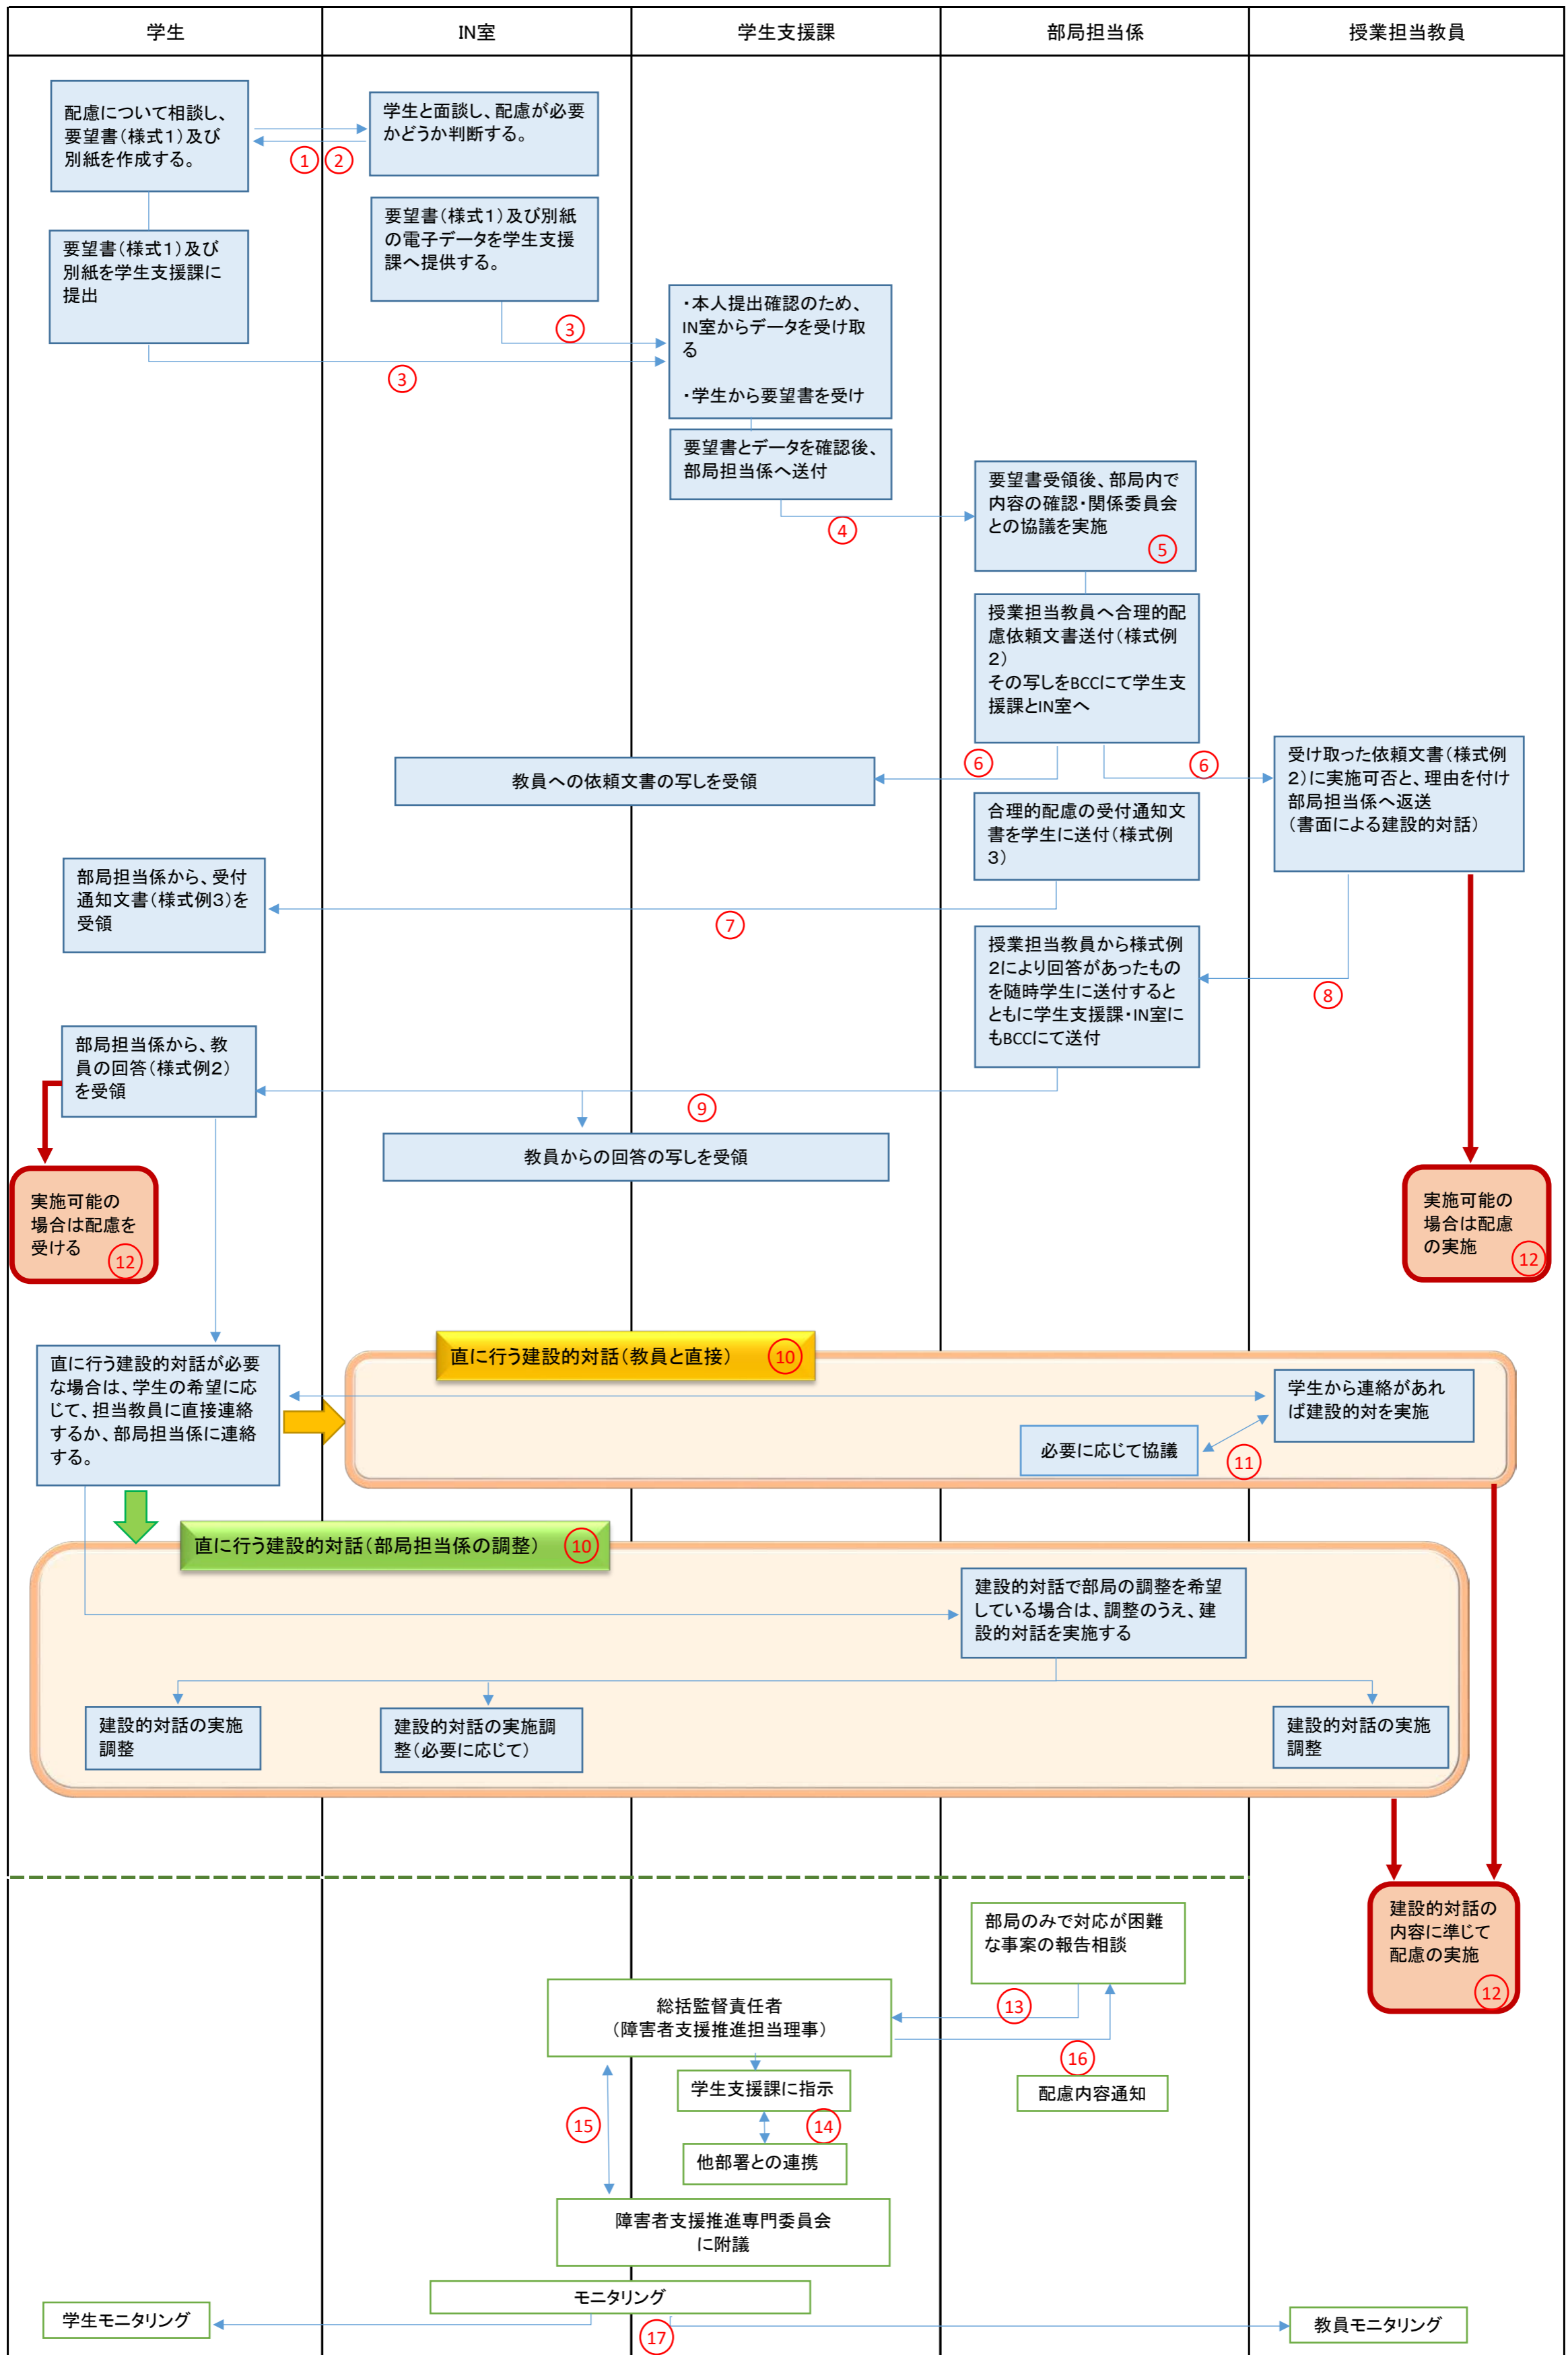 学生
IN室
学生支援課
部局担当係
授業担当教員
配慮について相談し、
要望書(様式1)及び
別紙を作成する。
学生と面談し、配慮が必要
かどうか判断する。
①
②
要望書(様式1)及び別紙
の電子データを学生支援
課へ提供する。
要望書(様式1)及び
別紙を学生支援課に
提出
③
③
・本人提出確認のため、
IN室からデータを受け取
る
・学生から要望書を受け
要望書とデータを確認後、
部局担当係へ送付
④
要望書受領後、部局内で
内容の確認・関係委員会
との協議を実施
⑤
授業担当教員へ合理的配
慮依頼文書送付(様式例
2)
その写しをBCCにて学生支
援課とIN室へ
⑥
⑥
教員への依頼文書の写しを受領
受け取った依頼文書(様式例
2)に実施可否と、理由を付け
部局担当係へ返送
(書面による建設的対話)
合理的配慮の受付通知文
書を学生に送付(様式例
3)
部局担当係から、受付
通知文書(様式例3)を
受領
⑦
授業担当教員から様式例
2により回答があったもの
を随時学生に送付すると
ともに学生支援課・IN室に
もBCCにて送付
⑧
部局担当係から、教
員の回答(様式例2)
を受領
⑨
教員からの回答の写しを受領
実施可能の
場合は配慮を
受ける
⑫
実施可能の
場合は配慮
の実施
⑫
直に行う建設的対話(教員と直接)
⑩
直に行う建設的対話が必要
な場合は、学生の希望に応
じて、担当教員に直接連絡
するか、部局担当係に連絡
する。
学生から連絡があれ
ば建設的対を実施
必要に応じて協議
⑪
直に行う建設的対話(部局担当係の調整)
⑩
建設的対話で部局の調整を希望
している場合は、調整のうえ、建
設的対話を実施する
建設的対話の実施
調整
建設的対話の実施調
整(必要に応じて)
建設的対話の実施
調整
建設的対話の
内容に準じて
配慮の実施
⑫
部局のみで対応が困難
な事案の報告相談
総括監督責任者
(障害者支援推進担当理事)
⑬
⑯
配慮内容通知
学生支援課に指示
⑭
⑮
他部署との連携
障害者支援推進専門委員会
に附議
モニタリング
学生モニタリング
⑰
教員モニタリング